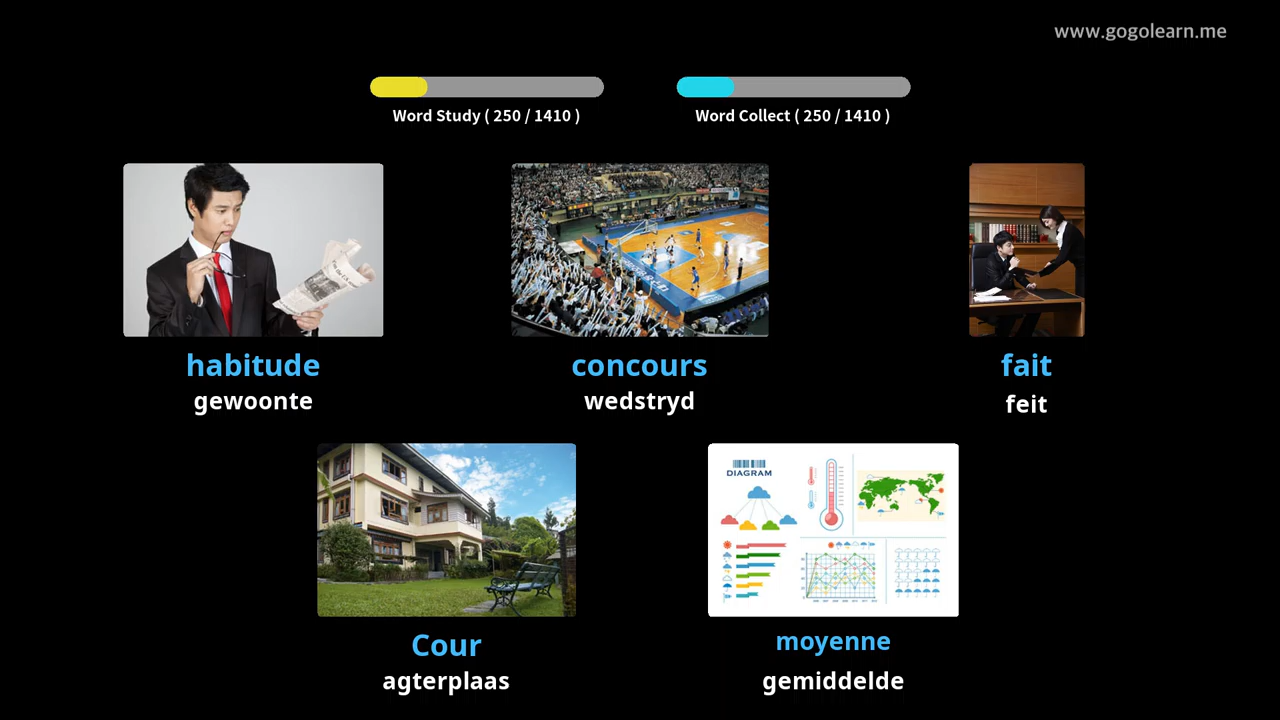 www.gogolearn.me
Word Study ( 250 / 1410 )
Word Collect ( 250 / 1410 )
habitude
gewoonte
concours
wedstryd
fait
feit
DIAGRAM
Cour
agterplaas
moyenne
gemiddelde